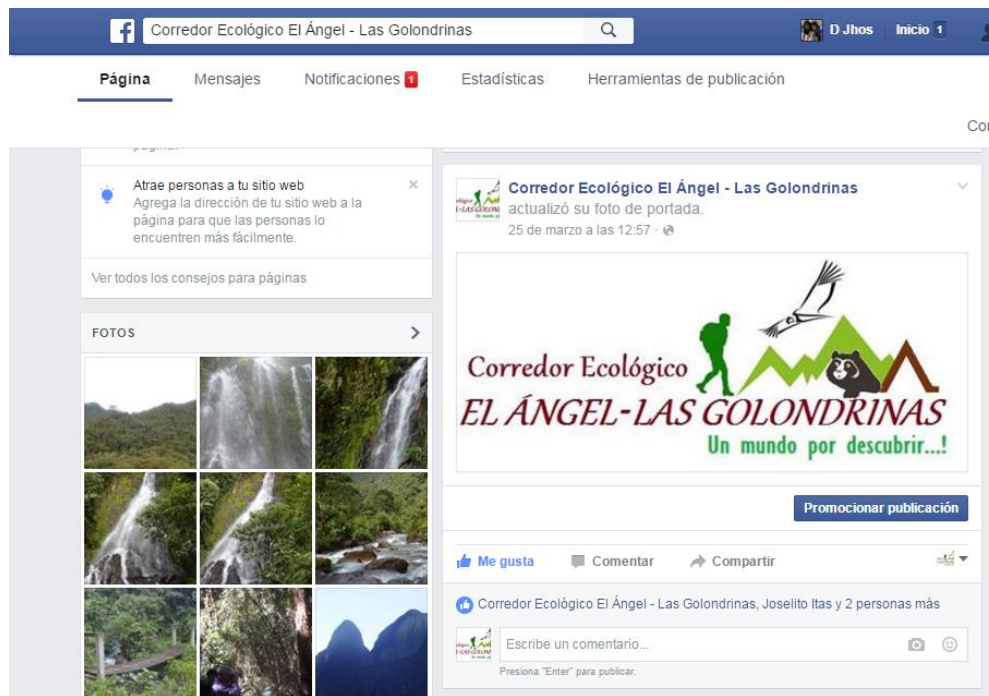 Corredor Ecológico El Ángel - Las Golondrinas
D Jhos
Inicio 1
Página
Mensajes
Notificaciones 1
Estadísticas
Herramientas de publicación
Atrae personas a tu sitio web
Agrega la dirección de tu sitio web a la
página para que las personas lo
encuentren más fácilmente.
Ver todos los consejos para páginas
FOTOS
Corredor Ecológico El Ángel - Las Golondrinas
actualizó su foto de portada.
25 de marzo a las 12:57
Corredor Ecológico
EL ÁNGEL-LAS GOLONDRINAS
Un mundo por descubrir...!
Promocionar publicación
Me gusta
Comentar
Compartir
Corredor Ecológico El Ángel - Las Golondrinas, Joselito Itas y 2 personas más
Escribe un comentario...
Presiona "Enter" para publicar.